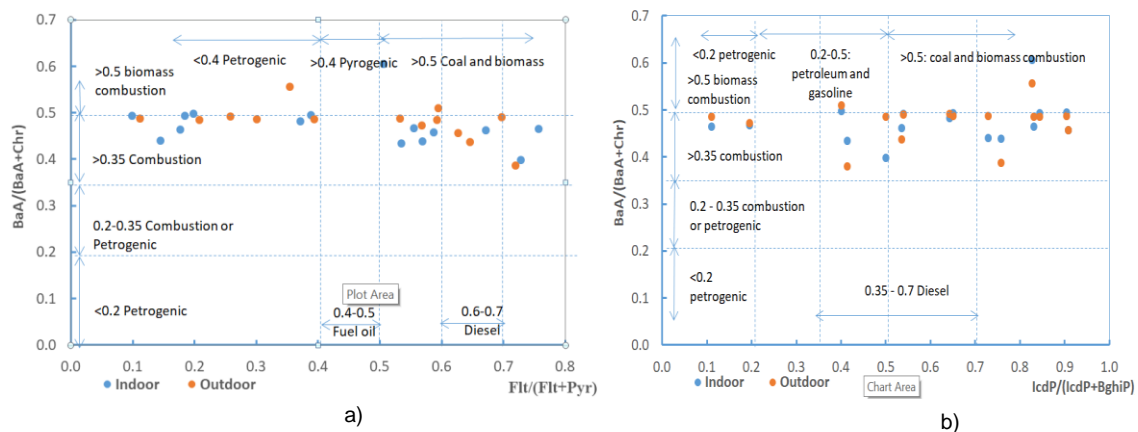 0.7
0.6
0.5
0.4
0.3
0.2
0.1
0.0
BaA/(BaA+Chr)
<0.4 Petrogenic
>0.4 Pyrogenic
>0.5 Coal and biomass
>0.5 biomass
combustion
>0.35 Combustion
0.2-0.35 Combustion or
Petrogenic
<0.2 Petrogenic
Plot Area
0.4-0.5
Fuel oil
0.6-0.7
Diesel
0.0 0.1 0.2 0.3 0.4 0.5 0.6 0.7 0.8
Indoor Outdoor
Flt/(Flt+Pyr)
a)
0.7
0.6
0.5
0.4
0.3
0.2
0.1
0.0
BaA/(BaA+Chr)
<0.2 petrogenic
0.2-0.5:
petroleum and
gasoline
>0.5: coal and biomass combustion
>0.5 biomass
combustion
>0.35 combustion
0.2 - 0.35 combustion
or petrogenic
<0.2
petrogenic
0.35 - 0.7 Diesel
0.0 0.1 0.2 0.3 0.4 0.5 0.6 0.7 0.8 0.9 1.0
Indoor Outdoor
Chart Area
IcdP/(IcdP+BghiP)
b)